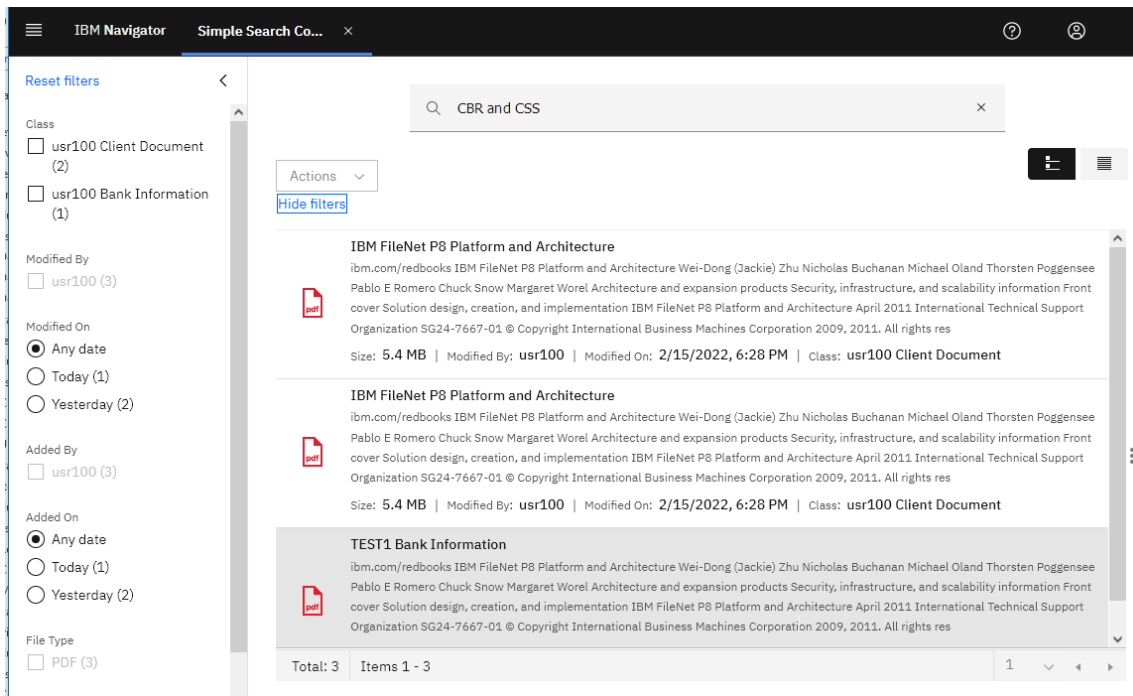 IBM Navigator
Simple Search Co...
Reset filters
Class
usr100 Client Document
(2)
usr100 Bank Information
(1)
Modified By
usr100 (3)
Modified On
Any date
Today (1)
Yesterday (2)
Added By
usr100 (3)
Added On
Any date
Today (1)
Yesterday (2)
File Type
PDF (3)
CBR and CSS
Actions
Hide filters
IBM FileNet P8 Platform and Architecture
ibm.com/redbooks IBM FileNet P8 Platform and Architecture Wei-Dong (Jackie) Zhu Nicholas Buchanan Michael Oland Thorsten Poggensee
Pablo E Romero Chuck Snow Margaret Worel Architecture and expansion products Security, infrastructure, and scalability information Front
cover Solution design, creation, and implementation IBM FileNet P8 Platform and Architecture April 2011 International Technical Support
Organization SG24-7667-01 © Copyright International Business Machines Corporation 2009, 2011. All rights res
Size: 5.4 MB | Modified By: usr100 | Modified On: 2/15/2022, 6:28 PM | Class: usr100 Client Document
pdf
IBM FileNet P8 Platform and Architecture
ibm.com/redbooks IBM FileNet P8 Platform and Architecture Wei-Dong (Jackie) Zhu Nicholas Buchanan Michael Oland Thorsten Poggensee
Pablo E Romero Chuck Snow Margaret Worel Architecture and expansion products Security, infrastructure, and scalability information Front
cover Solution design, creation, and implementation IBM FileNet P8 Platform and Architecture April 2011 International Technical Support
Organization SG24-7667-01 © Copyright International Business Machines Corporation 2009, 2011. All rights res
Size: 5.4 MB | Modified By: usr100 | Modified On: 2/15/2022, 6:28 PM | Class: usr100 Client Document
pdf
TEST1 Bank Information
ibm.com/redbooks IBM FileNet P8 Platform and Architecture Wei-Dong (Jackie) Zhu Nicholas Buchanan Michael Oland Thorsten Poggensee
Pablo E Romero Chuck Snow Margaret Worel Architecture and expansion products Security, infrastructure, and scalability information Front
cover Solution design, creation, and implementation IBM FileNet P8 Platform and Architecture April 2011 International Technical Support
Organization SG24-7667-01 © Copyright International Business Machines Corporation 2009, 2011. All rights res
pdf
Total: 3 Items 1 - 3
1